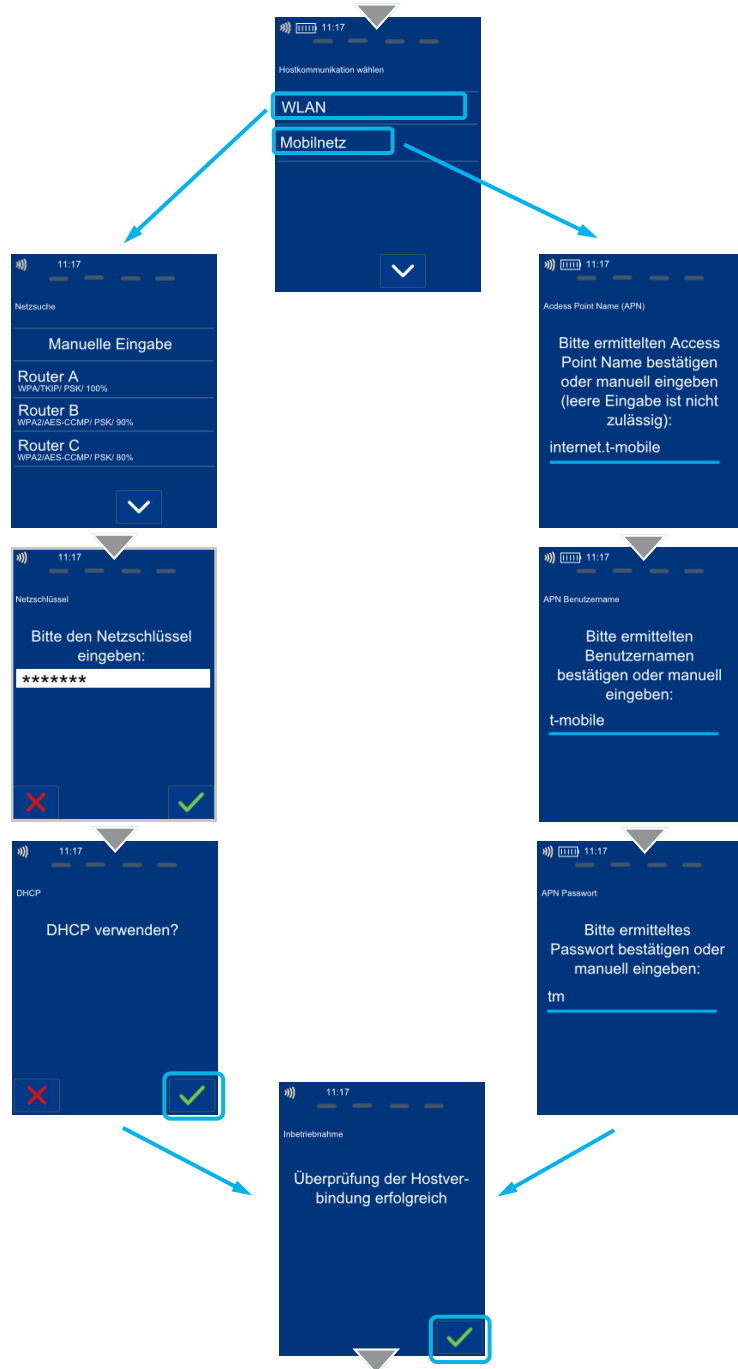 11:17
Hostkommunikation wählen
WLAN
Mobilnetz
11:17
Netzsuche
Manuelle Eingabe
Router A
WPA/TKIP/ PSK/ 100%
Router B
WPA2/AES-CCMP/ PSK/ 90%
Router C
WPA2/AES-CCMP/ PSK/ 80%
11:17
Netzschlüssel
Bitte den Netzschlüssel
eingeben:
*******
11:17
DHCP
DHCP verwenden?
11:17
Acdess Point Name (APN)
Bitte ermittelten Access
Point Name bestätigen
oder manuell eingeben
(leere Eingabe ist nicht
zulässig):
internet.t-mobile
11:17
APN Benutzername
Bitte ermittelten
Benutzernamen
bestätigen oder manuell
eingeben:
t-mobile
11:17
APN Passwort
Bitte ermitteltes
Passwort bestätigen oder
manuell eingeben:
tm
11:17
Inbetriebnahme
Überprüfung der Hostver-
bindung erfolgreich